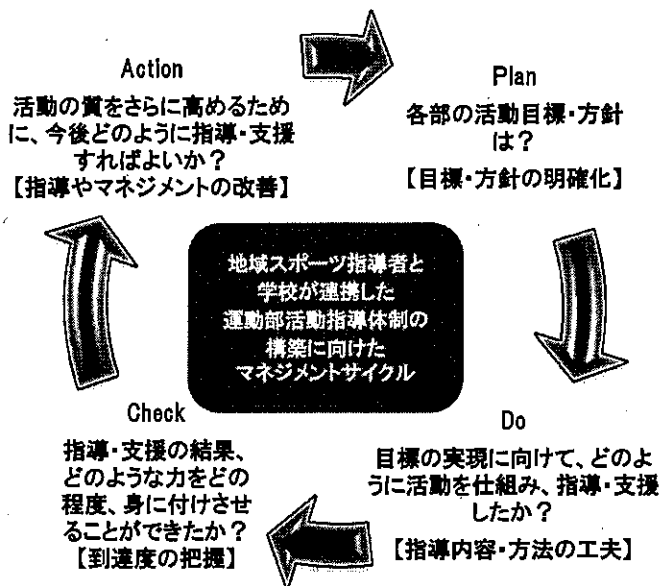 Action
活動の質をさらに高めるため
に、今後どのように指導・支援
すればよいか？
【指導やマネジメントの改善】
Plan
各部の活動目標・方針
は？
【目標・方針の明確化】
地域スポーツ指導者と
学校が連携した
運動部活動指導体制の
構築に向けた
マネジメントサイクル
Check
指導・支援の結果、
どのような力をどの
程度、身に付けさせ
ることができたか？
【到達度の把握】
Do
目標の実現に向けて、どのよ
うに活動を仕組み、指導・支援
したか？
【指導内容・方法の工夫】